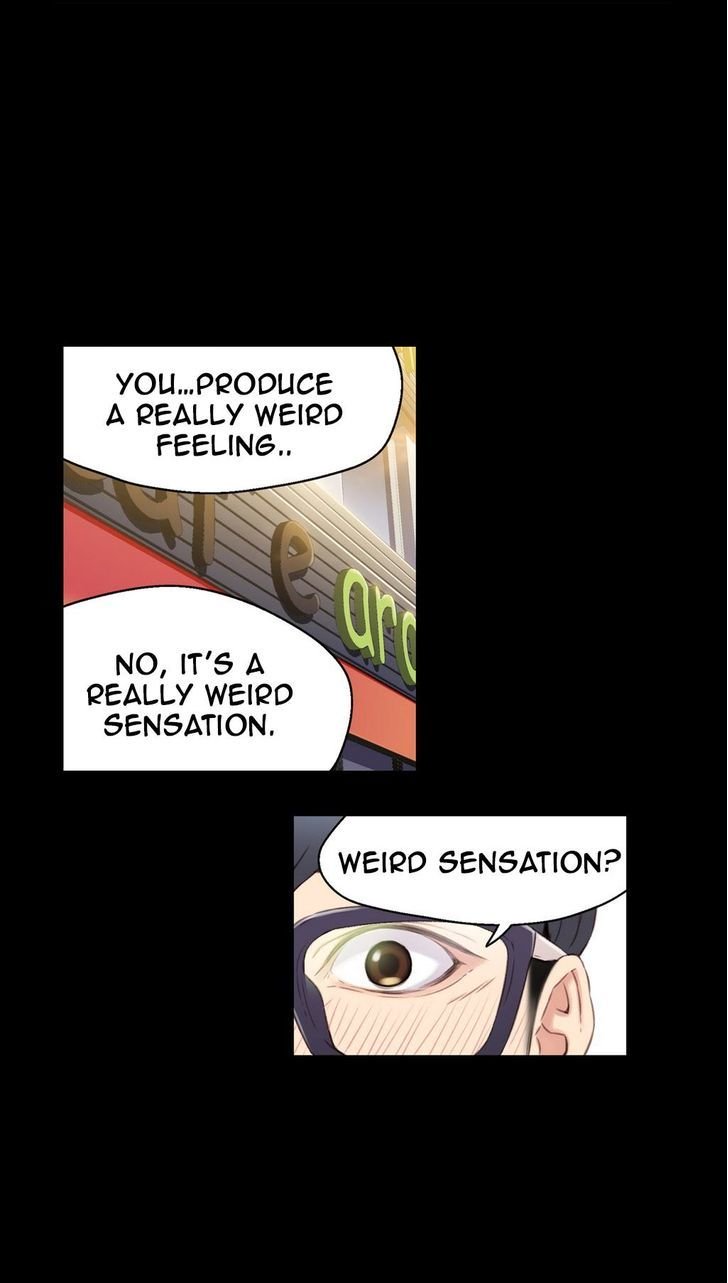 YOU...PRODUCE
A REALLY WEIRD
FEELING..
NO, IT'S A
REALLY WEIRD
SENSATION.
WEIRD SENSATION?